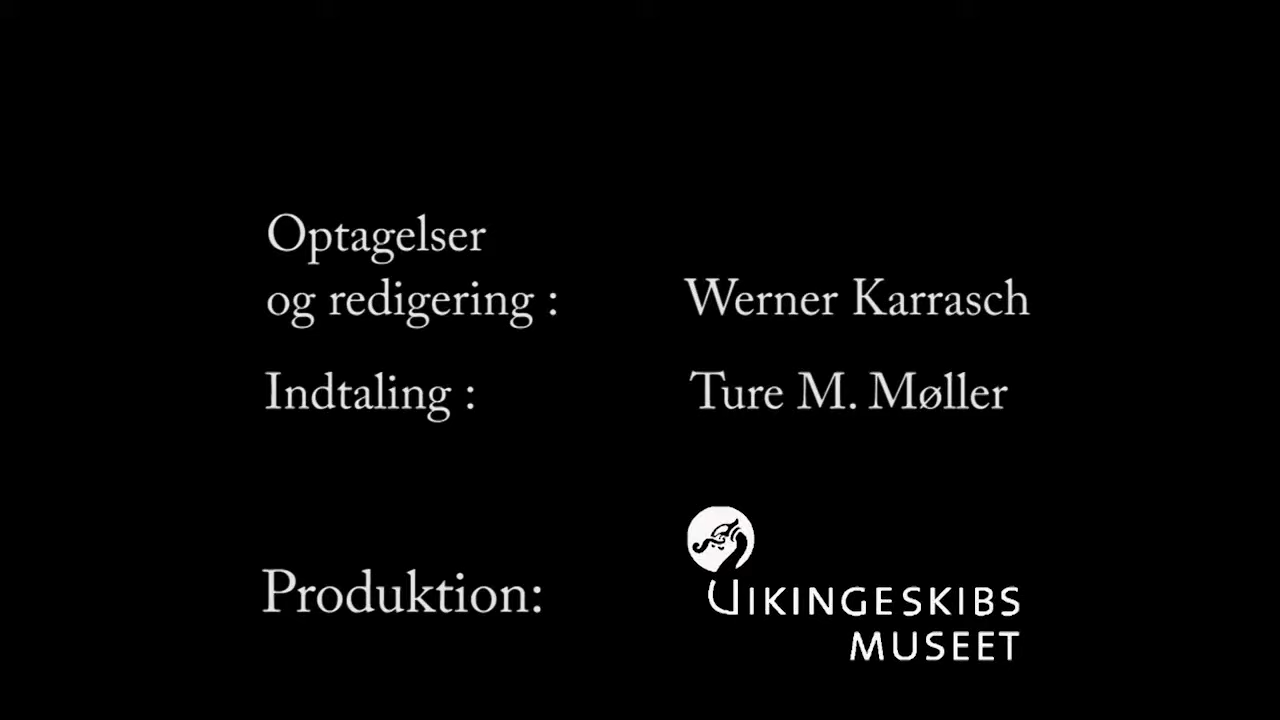 Optagelser
og redigering : Werner Karrasch
Indtaling : Ture M. Møller
Produktion: VIKINGESKIBS
MUSEET